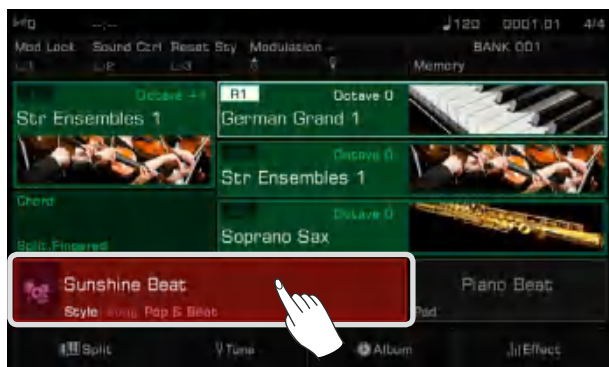 --:-- ♩120 0001.01 4/4
Mod Lock Sound Ctrl Reset Sty Modulation - BANK 001
Memory
Octave +1 R1 Octave 0
Str Ensembles 1 German Grand 1
Octave 0
Str Ensembles 1
Chord
Octave 0
Split.Fingered Soprano Sax
Sunshine Beat Piano Beat
Style Song Pop & Beat Pad
Split Tune Album Effect